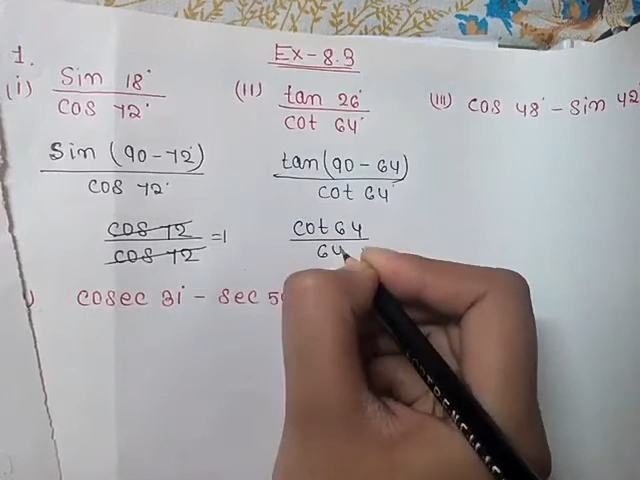 Ex-8.3
1.
(i) Sin 18° / cos 72° (ii) tan 26° / cot 64° (iii) cos 48° - sin 42°
Sin (90-72) / cos 72° tan (90-64) / cot 64°
cos 72 / cos 72 = 1 cot 64 / 64
) cosec 31 - sec